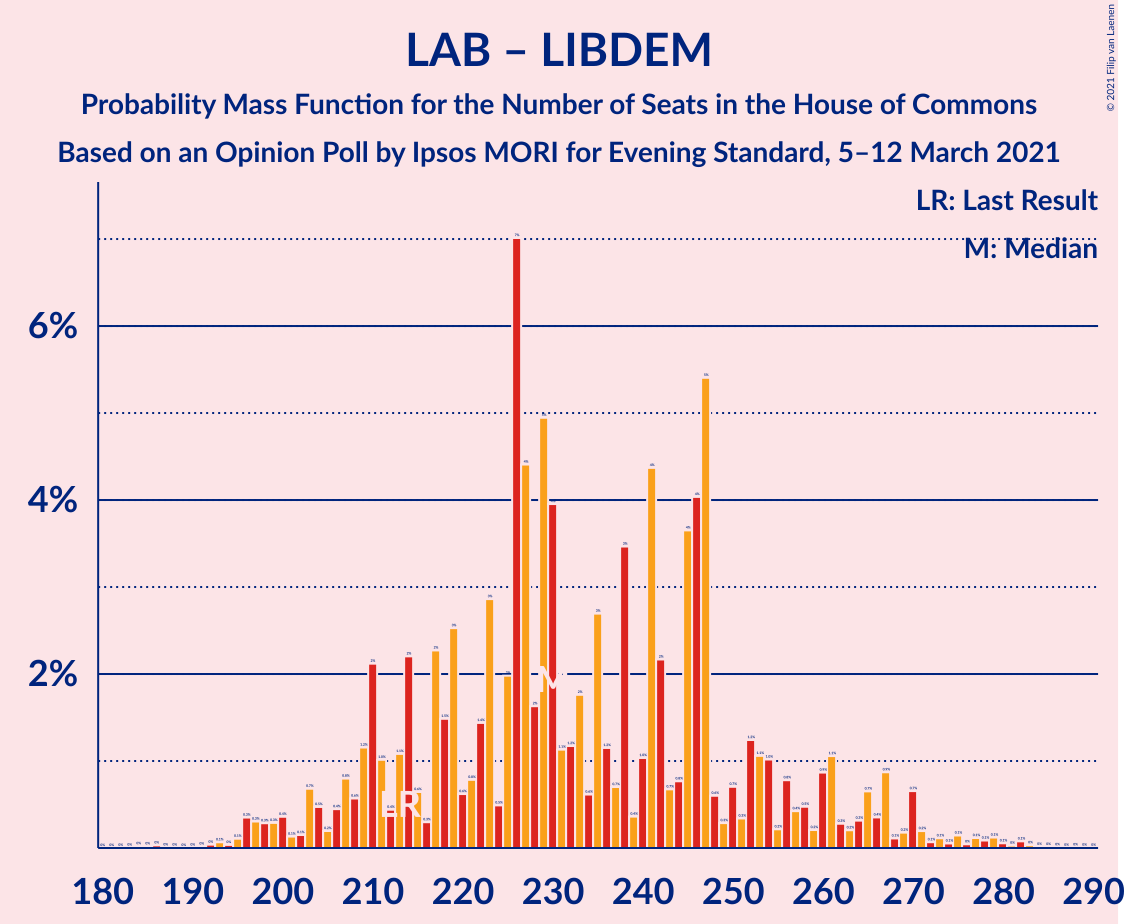 © 2021 Filip van Laenen
LAB – LIBDEM
Probability Mass Function for the Number of Seats in the House of Commons
Based on an Opinion Poll by Ipsos MORI for Evening Standard, 5–12 March 2021
LR: Last Result
M: Median
6%
4%
2%
M
LR
180 190 200 210 220 230 240 250 260 270 280 290